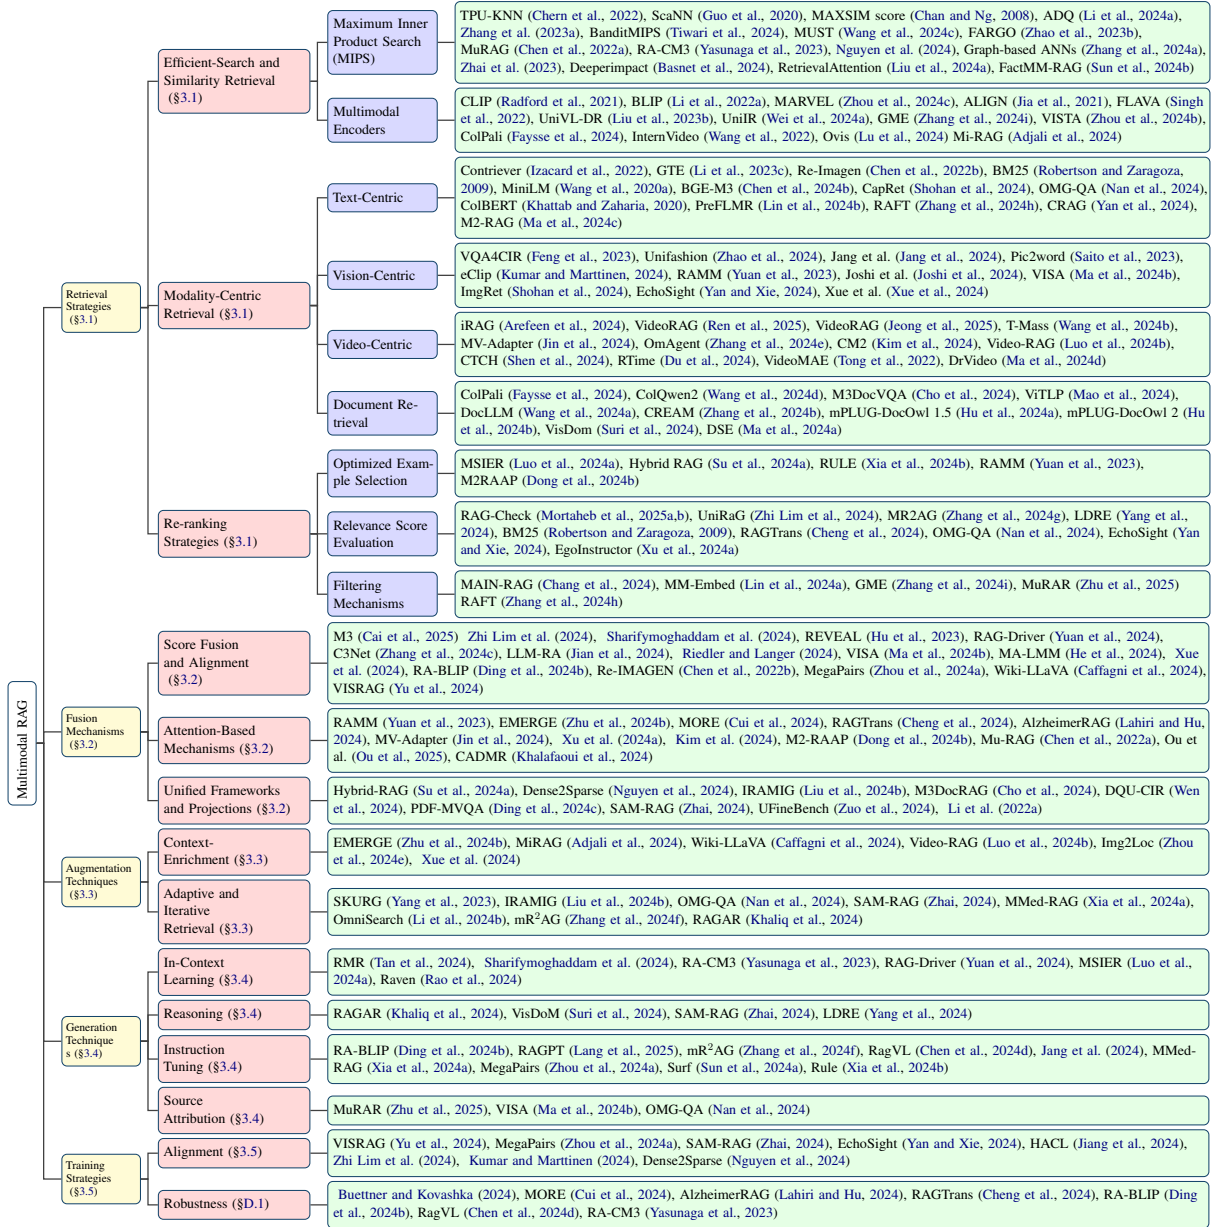 Multimodal RAG
Retrieval
Strategies
(§3.1)
Efficient-Search and
Similarity Retrieval
(§3.1)
Maximum Inner
Product Search
(MIPS)
TPU-KNN (Chern et al., 2022), ScaNN (Guo et al., 2020), MAXSIM score (Chan and Ng, 2008), ADQ (Li et al., 2024a),
Zhang et al. (2023a), BanditMIPS (Tiwari et al., 2024), MUST (Wang et al., 2024c), FARGO (Zhao et al., 2023b),
MuRAG (Chen et al., 2022a), RA-CM3 (Yasunaga et al., 2023), Nguyen et al. (2024), Graph-based ANNs (Zhang et al., 2024a),
Zhai et al. (2023), Deeperimpact (Basnet et al., 2024), RetrievalAttention (Liu et al., 2024a), FactMM-RAG (Sun et al., 2024b)
Multimodal
Encoders
CLIP (Radford et al., 2021), BLIP (Li et al., 2022a), MARVEL (Zhou et al., 2024c), ALIGN (Jia et al., 2021), FLAVA (Singh
et al., 2022), UniVL-DR (Liu et al., 2023b), UniIR (Wei et al., 2024a), GME (Zhang et al., 2024i), VISTA (Zhou et al., 2024b),
ColPali (Faysse et al., 2024), InternVideo (Wang et al., 2022), Ovis (Lu et al., 2024) Mi-RAG (Adjali et al., 2024)
Modality-Centric
Retrieval (§3.1)
Text-Centric
Contriever (Izacard et al., 2022), GTE (Li et al., 2023c), Re-Imagen (Chen et al., 2022b), BM25 (Robertson and Zaragoza,
2009), MiniLM (Wang et al., 2020a), BGE-M3 (Chen et al., 2024b), CapRet (Shohan et al., 2024), OMG-QA (Nan et al., 2024),
ColBERT (Khattab and Zaharia, 2020), PreFLMR (Lin et al., 2024b), RAFT (Zhang et al., 2024h), CRAG (Yan et al., 2024),
M2-RAG (Ma et al., 2024c)
Vision-Centric
VQA4CIR (Feng et al., 2023), Unifashion (Zhao et al., 2024), Jang et al. (Jang et al., 2024), Pic2word (Saito et al., 2023),
eClip (Kumar and Marttinen, 2024), RAMM (Yuan et al., 2023), Joshi et al. (Joshi et al., 2024), VISA (Ma et al., 2024b),
ImgRet (Shohan et al., 2024), EchoSight (Yan and Xie, 2024), Xue et al. (Xue et al., 2024)
Video-Centric
iRAG (Arefeen et al., 2024), VideoRAG (Ren et al., 2025), VideoRAG (Jeong et al., 2025), T-Mass (Wang et al., 2024b),
MV-Adapter (Jin et al., 2024), OmAgent (Zhang et al., 2024e), CM2 (Kim et al., 2024), Video-RAG (Luo et al., 2024b),
CTCH (Shen et al., 2024), RTime (Du et al., 2024), VideoMAE (Tong et al., 2022), DrVideo (Ma et al., 2024d)
Document Re-
trieval
ColPali (Faysse et al., 2024), ColQwen2 (Wang et al., 2024d), M3DocVQA (Cho et al., 2024), ViTLP (Mao et al., 2024),
DocLLM (Wang et al., 2024a), CREAM (Zhang et al., 2024b), mPLUG-DocOwl 1.5 (Hu et al., 2024a), mPLUG-DocOwl 2 (Hu
et al., 2024b), VisDom (Suri et al., 2024), DSE (Ma et al., 2024a)
Re-ranking
Strategies (§3.1)
Optimized Exam-
ple Selection
MSIER (Luo et al., 2024a), Hybrid RAG (Su et al., 2024a), RULE (Xia et al., 2024b), RAMM (Yuan et al., 2023),
M2RAAP (Dong et al., 2024b)
Relevance Score
Evaluation
RAG-Check (Mortaheb et al., 2025a,b), UniRaG (Zhi Lim et al., 2024), MR2AG (Zhang et al., 2024g), LDRE (Yang et al.,
2024), BM25 (Robertson and Zaragoza, 2009), RAGTrans (Cheng et al., 2024), OMG-QA (Nan et al., 2024), EchoSight (Yan
and Xie, 2024), EgoInstructor (Xu et al., 2024a)
Filtering
Mechanisms
MAIN-RAG (Chang et al., 2024), MM-Embed (Lin et al., 2024a), GME (Zhang et al., 2024i), MuRAR (Zhu et al., 2025)
RAFT (Zhang et al., 2024h)
Fusion
Mechanisms
(§3.2)
Score Fusion
and Alignment
(§3.2)
M3 (Cai et al., 2025) Zhi Lim et al. (2024), Sharifymoghaddam et al. (2024), REVEAL (Hu et al., 2023), RAG-Driver (Yuan et al., 2024),
C3Net (Zhang et al., 2024c), LLM-RA (Jian et al., 2024), Riedler and Langer (2024), VISA (Ma et al., 2024b), MA-LMM (He et al., 2024), Xue
et al. (2024), RA-BLIP (Ding et al., 2024b), Re-IMAGEN (Chen et al., 2022b), MegaPairs (Zhou et al., 2024a), Wiki-LLaVA (Caffagni et al., 2024),
VISRAG (Yu et al., 2024)
Attention-Based
Mechanisms (§3.2)
RAMM (Yuan et al., 2023), EMERGE (Zhu et al., 2024b), MORE (Cui et al., 2024), RAGTrans (Cheng et al., 2024), AlzheimerRAG (Lahiri and Hu,
2024), MV-Adapter (Jin et al., 2024), Xu et al. (2024a), Kim et al. (2024), M2-RAAP (Dong et al., 2024b), Mu-RAG (Chen et al., 2022a), Ou et
al. (Ou et al., 2025), CADMR (Khalafaoui et al., 2024)
Unified Frameworks
and Projections (§3.2)
Hybrid-RAG (Su et al., 2024a), Dense2Sparse (Nguyen et al., 2024), IRAMIG (Liu et al., 2024b), M3DocRAG (Cho et al., 2024), DQU-CIR (Wen
et al., 2024), PDF-MVQA (Ding et al., 2024c), SAM-RAG (Zhai, 2024), UFineBench (Zuo et al., 2024), Li et al. (2022a)
Augmentation
Techniques
(§3.3)
Context-
Enrichment (§3.3)
EMERGE (Zhu et al., 2024b), MiRAG (Adjali et al., 2024), Wiki-LLaVA (Caffagni et al., 2024), Video-RAG (Luo et al., 2024b), Img2Loc (Zhou
et al., 2024e), Xue et al. (2024)
Adaptive and
Iterative
Retrieval (§3.3)
SKURG (Yang et al., 2023), IRAMIG (Liu et al., 2024b), OMG-QA (Nan et al., 2024), SAM-RAG (Zhai, 2024), MMed-RAG (Xia et al., 2024a),
OmniSearch (Li et al., 2024b), mR²AG (Zhang et al., 2024f), RAGAR (Khaliq et al., 2024)
Generation
Technique
s (§3.4)
In-Context
Learning (§3.4)
RMR (Tan et al., 2024), Sharifymoghaddam et al. (2024), RA-CM3 (Yasunaga et al., 2023), RAG-Driver (Yuan et al., 2024), MSIER (Luo et al.,
2024a), Raven (Rao et al., 2024)
Reasoning (§3.4)
RAGAR (Khaliq et al., 2024), VisDoM (Suri et al., 2024), SAM-RAG (Zhai, 2024), LDRE (Yang et al., 2024)
Instruction
Tuning (§3.4)
RA-BLIP (Ding et al., 2024b), RAGPT (Lang et al., 2025), mR²AG (Zhang et al., 2024f), RagVL (Chen et al., 2024d), Jang et al. (2024), MMed-
RAG (Xia et al., 2024a), MegaPairs (Zhou et al., 2024a), Surf (Sun et al., 2024a), Rule (Xia et al., 2024b)
Source
Attribution (§3.4)
MuRAR (Zhu et al., 2025), VISA (Ma et al., 2024b), OMG-QA (Nan et al., 2024)
Training
Strategies
(§3.5)
Alignment (§3.5)
VISRAG (Yu et al., 2024), MegaPairs (Zhou et al., 2024a), SAM-RAG (Zhai, 2024), EchoSight (Yan and Xie, 2024), HACL (Jiang et al., 2024),
Zhi Lim et al. (2024), Kumar and Marttinen (2024), Dense2Sparse (Nguyen et al., 2024)
Robustness (§D.1)
Buettner and Kovashka (2024), MORE (Cui et al., 2024), AlzheimerRAG (Lahiri and Hu, 2024), RAGTrans (Cheng et al., 2024), RA-BLIP (Ding
et al., 2024b), RagVL (Chen et al., 2024d), RA-CM3 (Yasunaga et al., 2023)